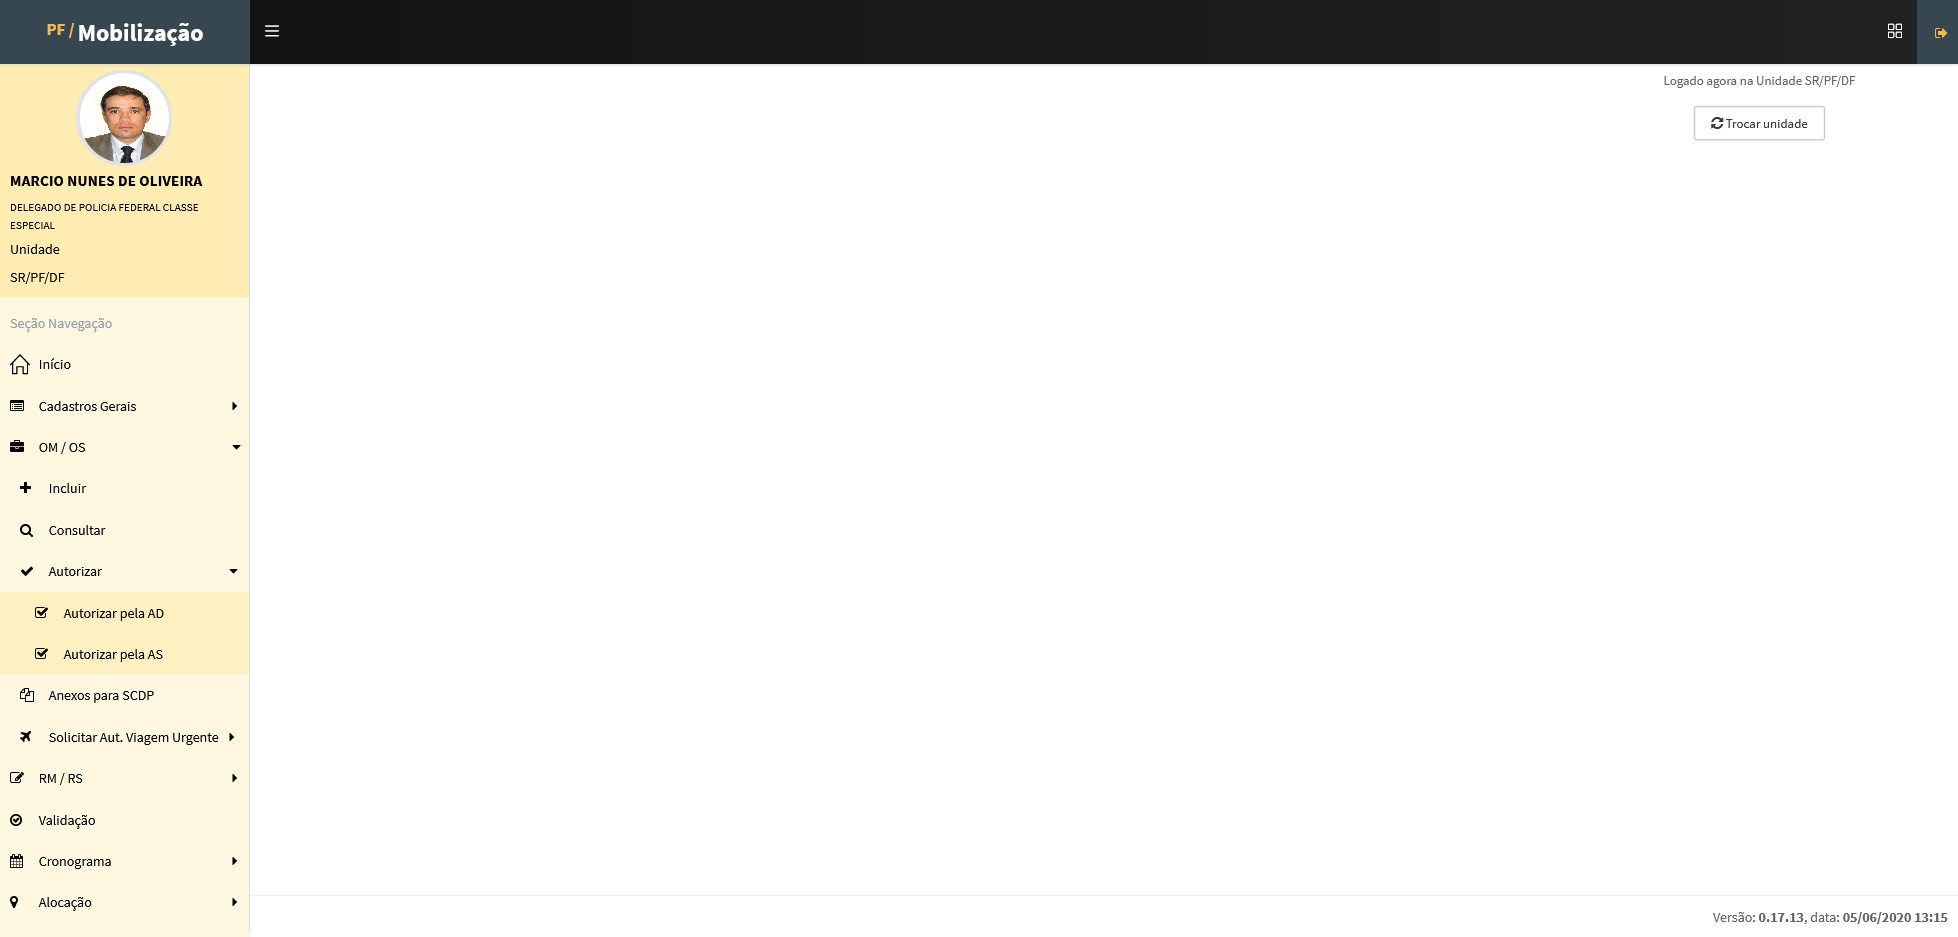 PF / Mobilização
Logado agora na Unidade SR/PF/DF
Trocar unidade
MARCIO NUNES DE OLIVEIRA
DELEGADO DE POLICIA FEDERAL CLASSE
ESPECIAL
Unidade
SR/PF/DF
Seção Navegação
Início
Cadastros Gerais
OM / OS
Incluir
Consultar
Autorizar
Autorizar pela AD
Autorizar pela AS
Anexos para SCDP
Solicitar Aut. Viagem Urgente
RM / RS
Validação
Cronograma
Alocação
Versão: 0.17.13, data: 05/06/2020 13:15